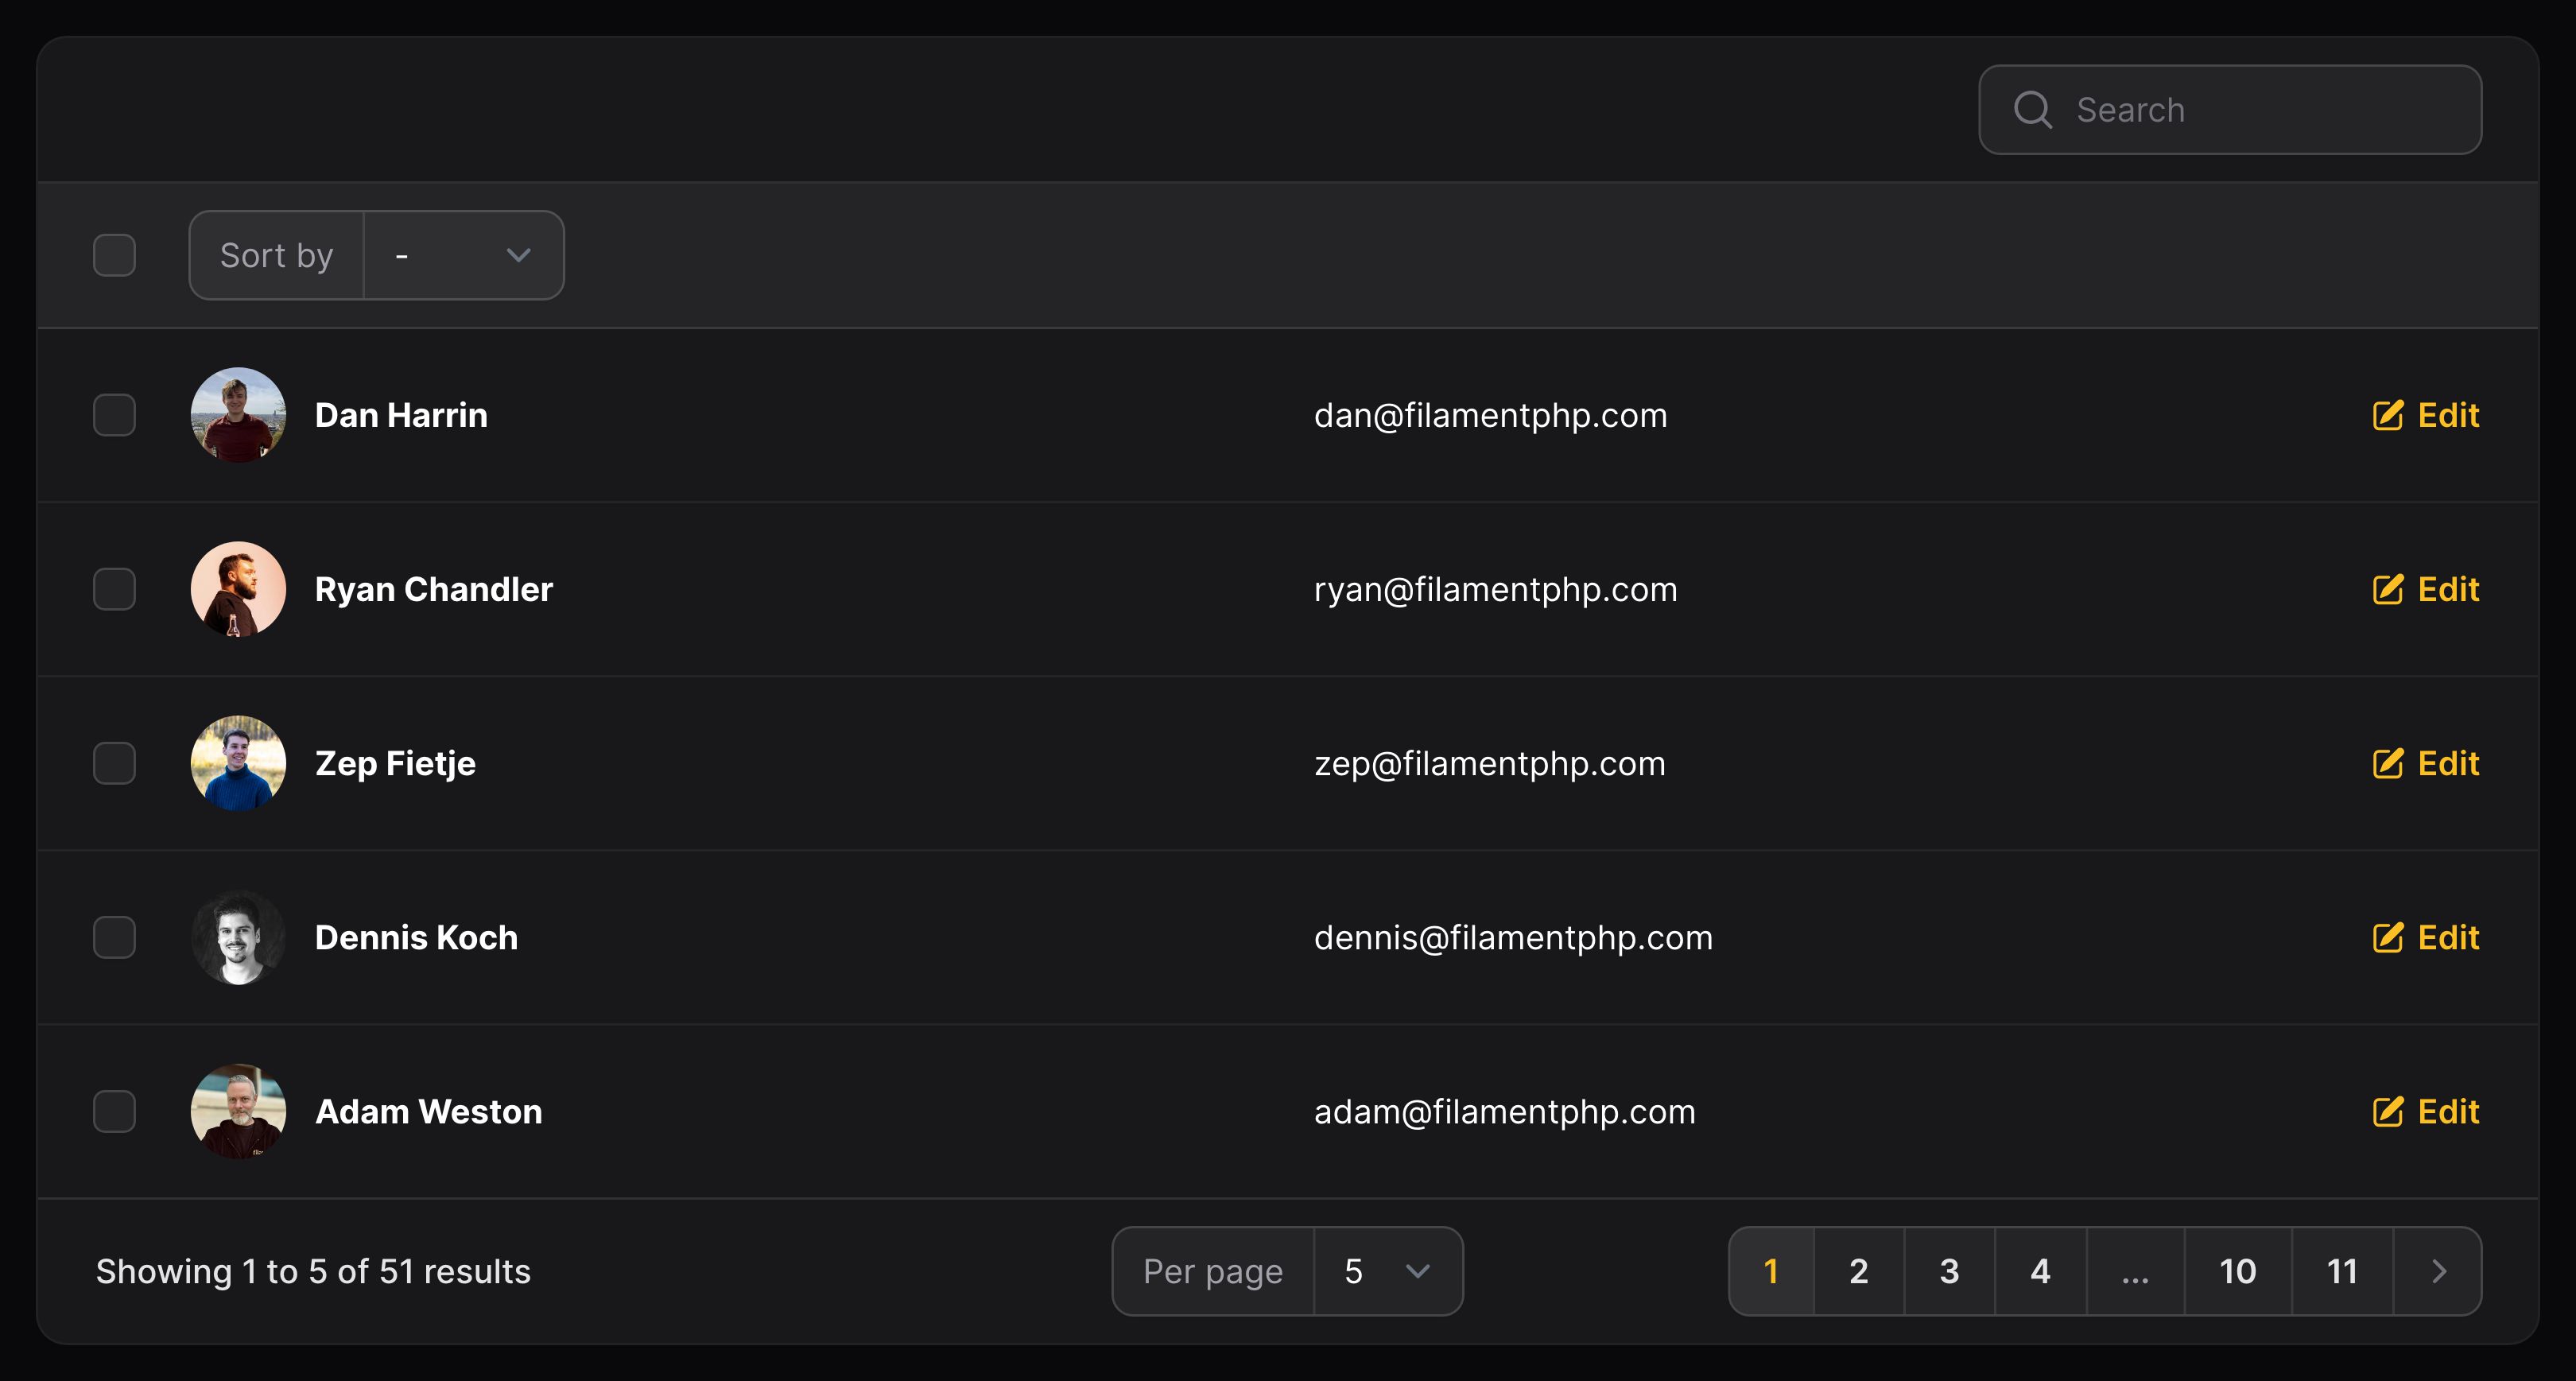 Search
Sort by -
Dan Harrin dan@filamentphp.com Edit
Ryan Chandler ryan@filamentphp.com Edit
Zep Fietje zep@filamentphp.com Edit
Dennis Koch dennis@filamentphp.com Edit
Adam Weston adam@filamentphp.com Edit
Showing 1 to 5 of 51 results Per page 5 1 2 3 4 ... 10 11